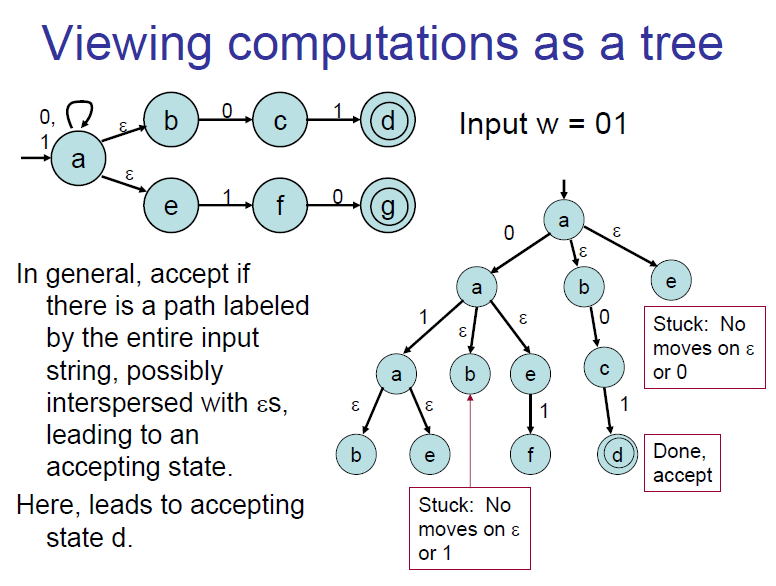 Viewing computations as a tree
0,
1
a
ε
b
0
c
1
d
ε
e
1
f
0
g
Input w = 01
In general, accept if
there is a path labeled
by the entire input
string, possibly
interspersed with εs,
leading to an
accepting state.
Here, leads to accepting
state d.
a
0
ε
ε
a
b
e
1
ε
ε
0
Stuck: No
moves on ε
or 0
a
b
e
c
ε
ε
1
1
b
e
f
d
Done,
accept
Stuck: No
moves on ε
or 1